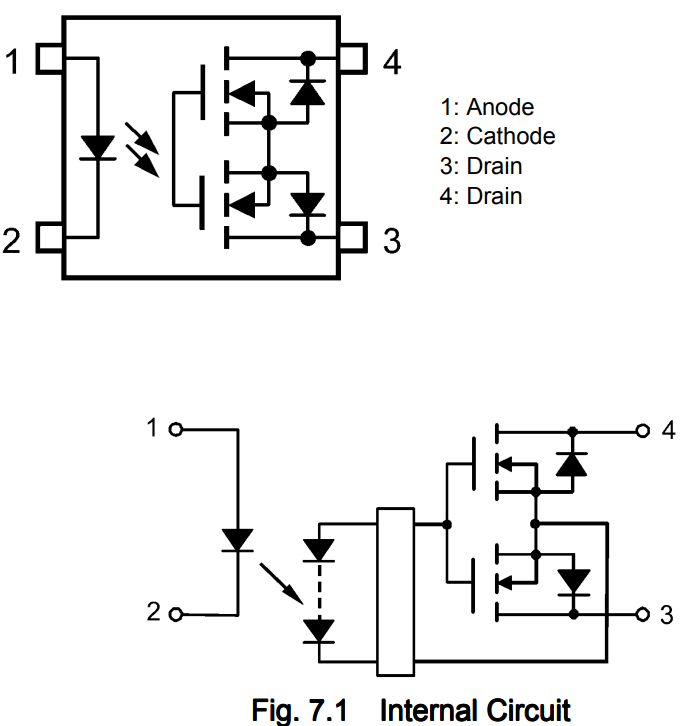 1
4
1: Anode
2: Cathode
3: Drain
4: Drain
2
3
1
4
2
3
Fig. 7.1 Internal Circuit